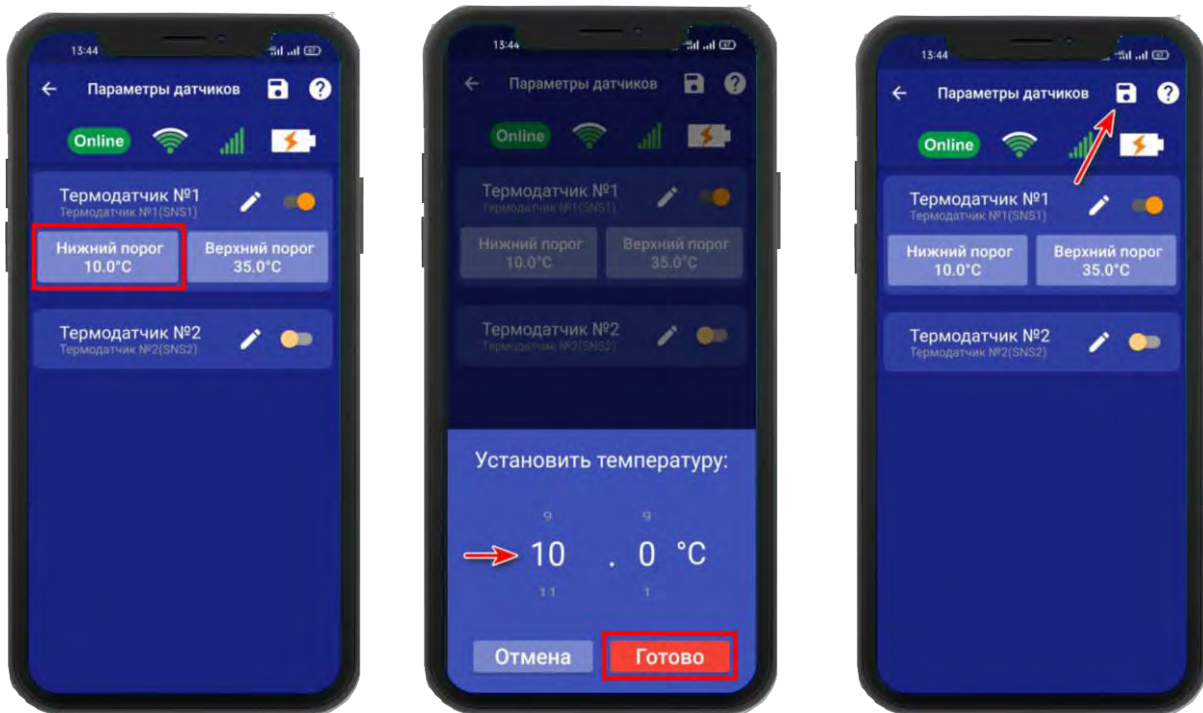 13:44
Параметры датчиков
Online
Термодатчик №1
Термодатчик №1(SNS1)
Нижний порог
10.0°C
Верхний порог
35.0°C
Термодатчик №2
Термодатчик №2(SNS2)
13:44
Параметры датчиков
Online
Термодатчик №1
Термодатчик №1(SNS1)
Нижний порог
10.0°C
Верхний порог
35.0°C
Термодатчик №2
Термодатчик №2(SNS2)
Установить температуру:
9 9
10 . 0 °C
11 1
Отмена Готово
13:44
Параметры датчиков
Online
Термодатчик №1
Термодатчик №1(SNS1)
Нижний порог
10.0°C
Верхний порог
35.0°C
Термодатчик №2
Термодатчик №2(SNS2)